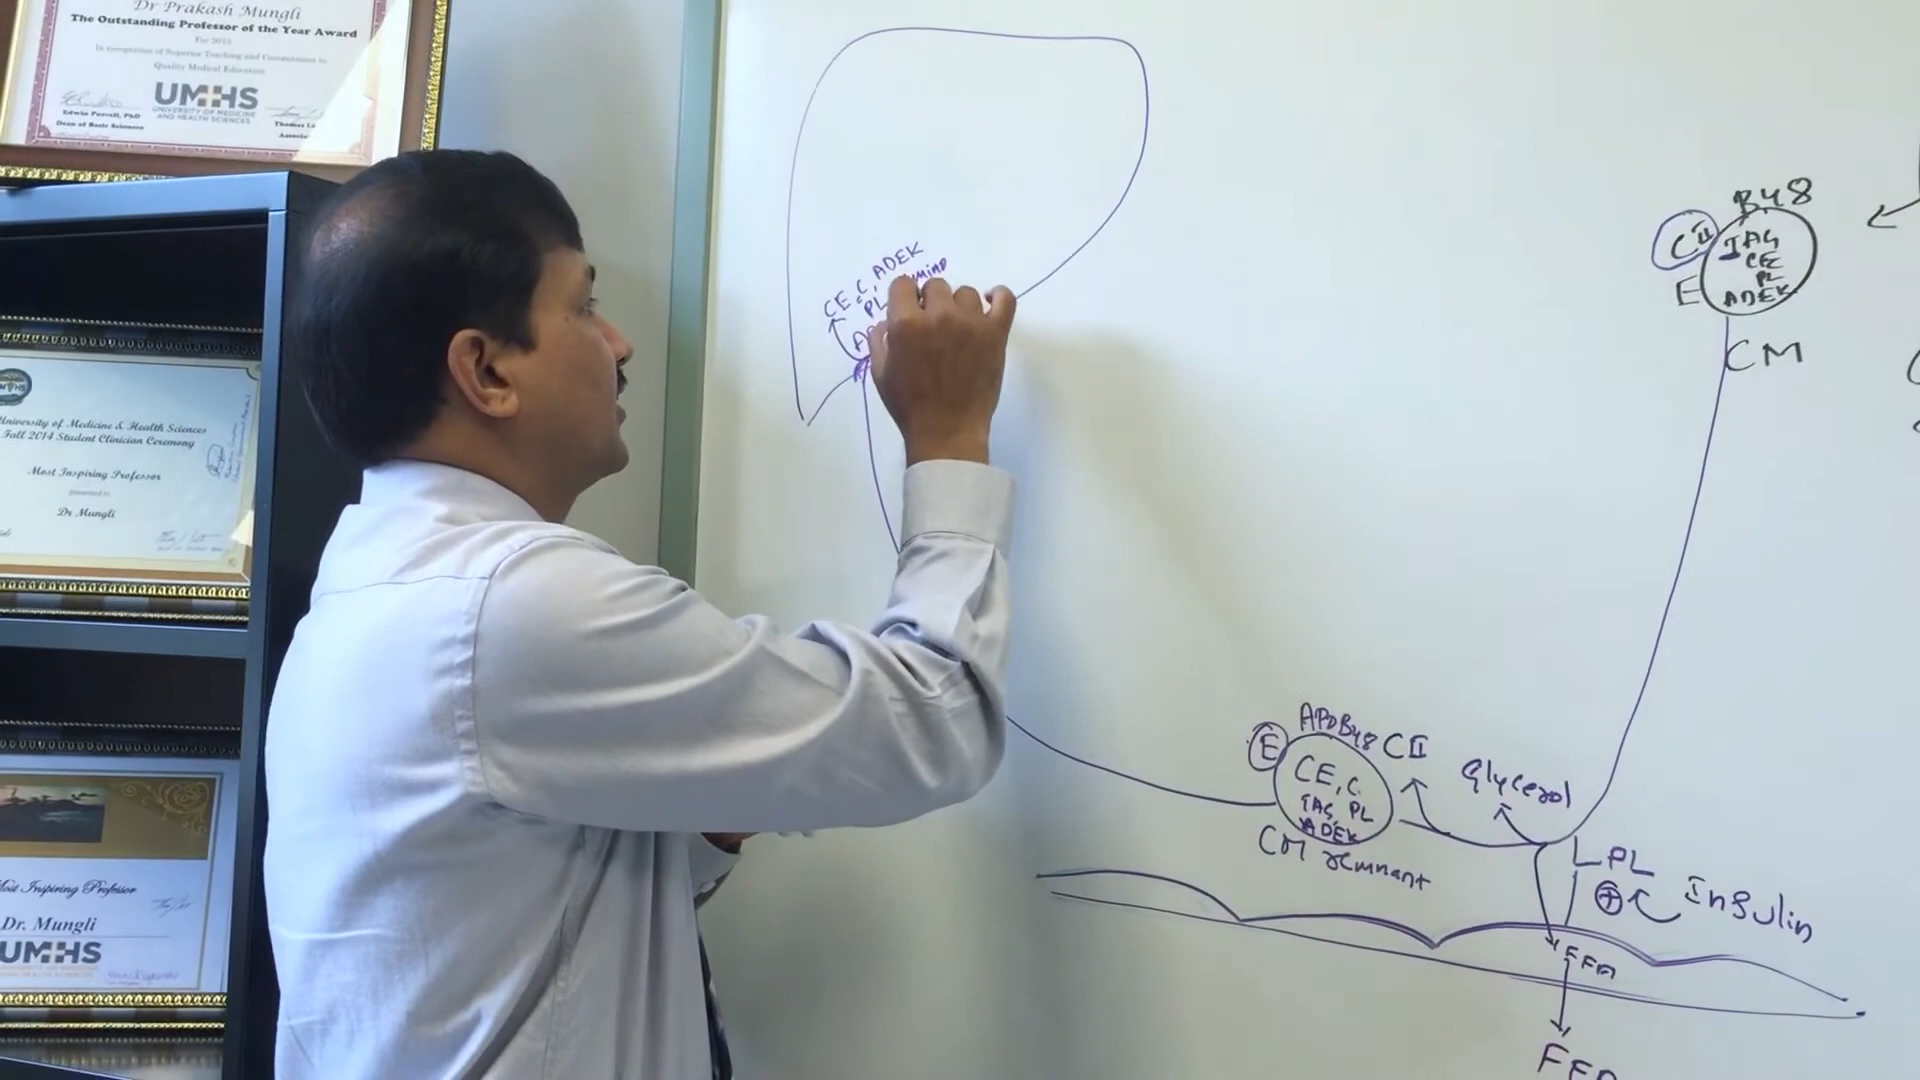 Dr Prakash Mungli
The Outstanding Professor of the Year Award
For 2013
In recognition of Superior Teaching and Commitment to
Quality Medical Education
UMHS
UNIVERSITY OF MEDICINE
AND HEALTH SCIENCES
Edwin Purcell, PhD
Dean of Basic Sciences
Thomas
University of Medicine & Health Sciences
Fall 2014 Student Clinician Ceremony
Most Inspiring Professor
presented to
Dr Mungli
Most Inspiring Professor
Dr. Mungli
UMHS
CE, C, ADEK
PL
B48
CII
TAG
CE
PL
ADEK
E
CM
APOB48 CII
E
CE, C
TAG, PL
ADEK
CM remnant
Glycerol
LPL
+
Insulin
FFA